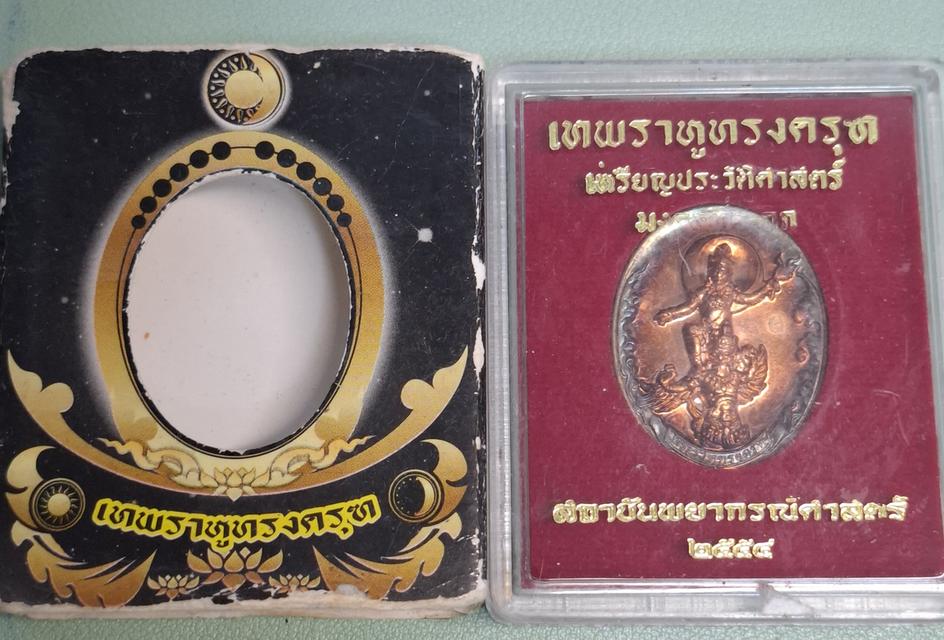 เทพราหูทรงครุฑ
เทพราหูทรงครุฑ
เหรียญประวัติศาสตร์
สถาบันพยากรณ์ศาสตร์
๒๕๕๔